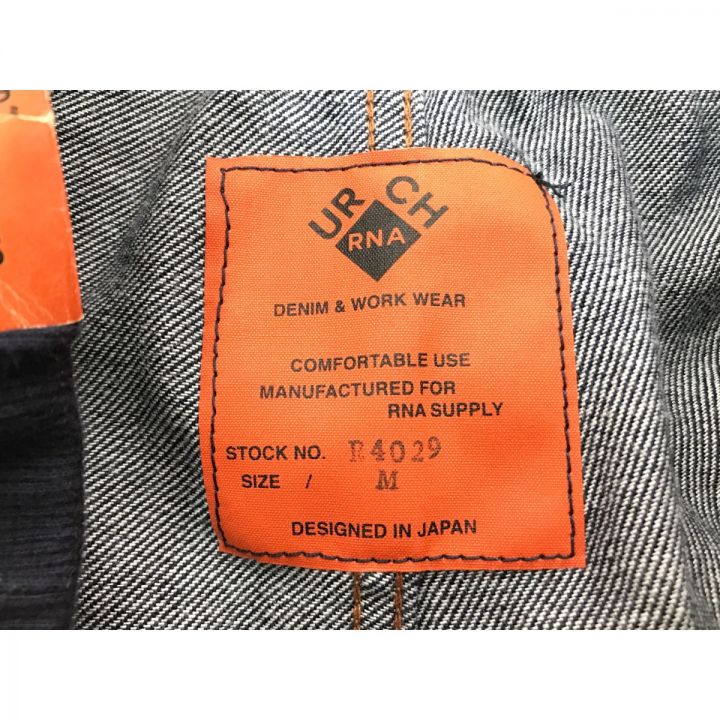 UR CH
RNA
DENIM & WORK WEAR
COMFORTABLE USE
MANUFACTURED FOR
RNA SUPPLY
STOCK NO. R4029
SIZE / M
DESIGNED IN JAPAN